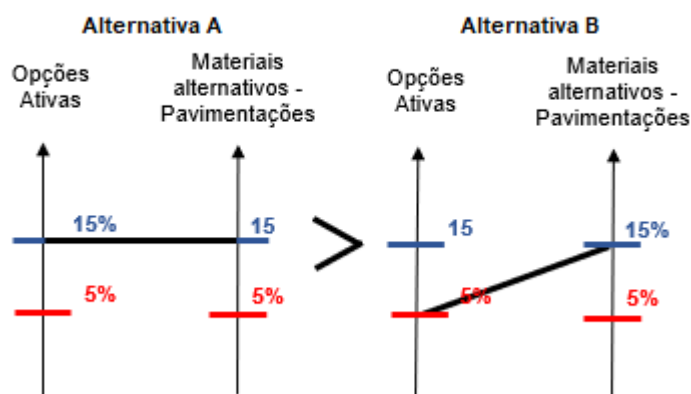 Alternativa A
Opções
Ativas
Materiais
alternativos -
Pavimentações
15%
15
5%
5%
>
Alternativa B
Opções
Ativas
Materiais
alternativos -
Pavimentações
15
15%
5%
5%